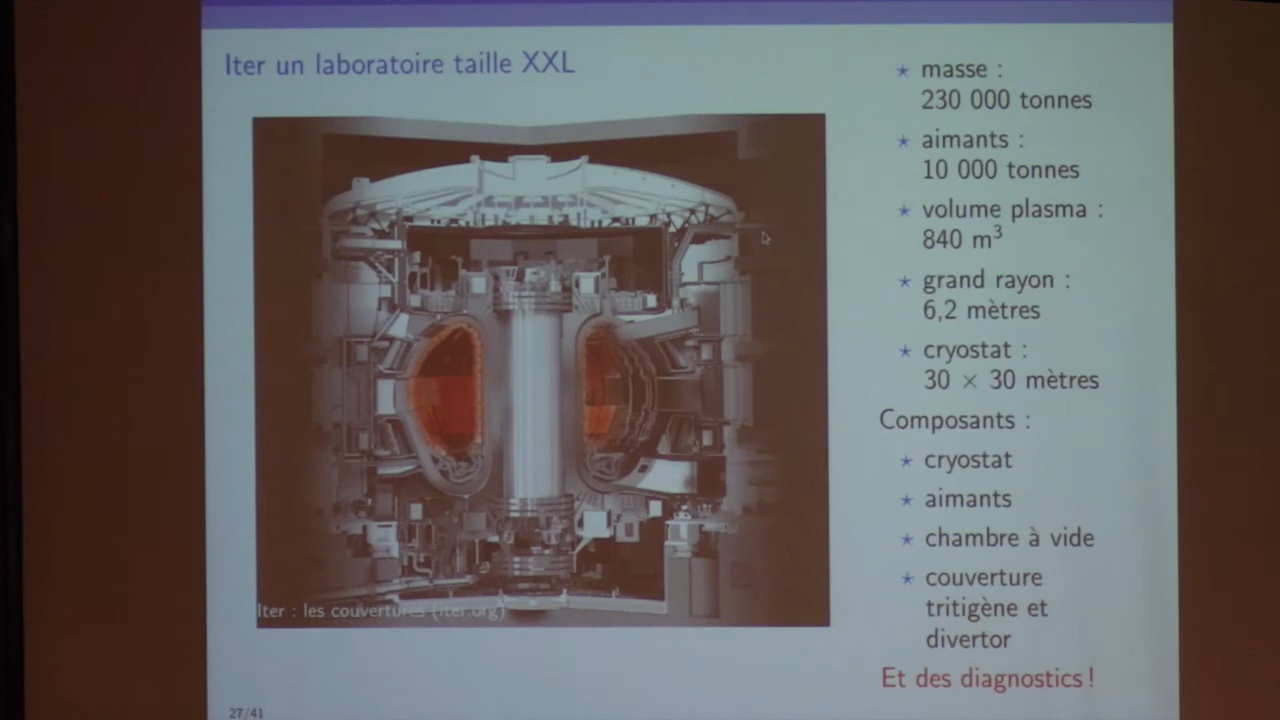 Iter un laboratoire taille XXL
Iter : les couvertures (iter.org)
27/41
⋆ masse :
230 000 tonnes
⋆ aimants :
10 000 tonnes
⋆ volume plasma :
840 m³
⋆ grand rayon :
6,2 mètres
⋆ cryostat :
30 × 30 mètres
Composants :
⋆ cryostat
⋆ aimants
⋆ chambre à vide
⋆ couverture
tritigène et
divertor
Et des diagnostics !